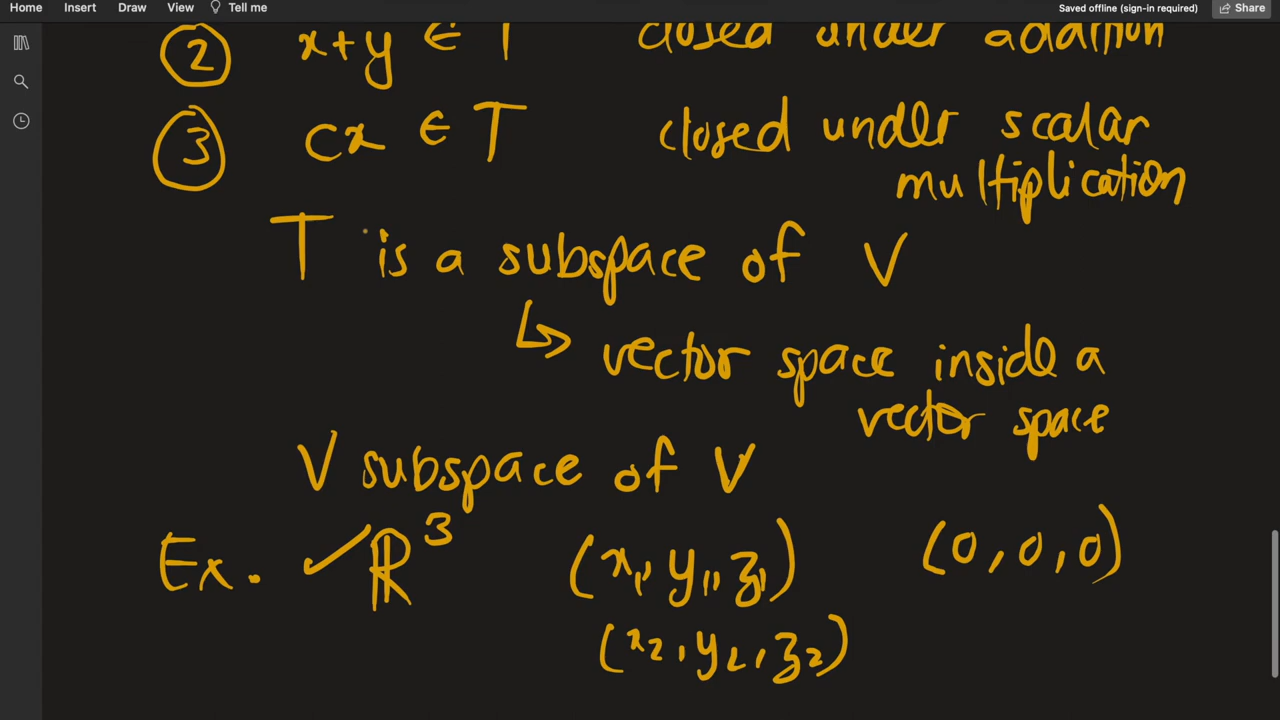 Home Insert Draw View Tell me Saved offline (sign-in required) Share
2 x+y ∈ T closed under addition
3 cx ∈ T closed under scalar
multiplication
T is a subspace of V
↳ vector space inside a
vector space
V subspace of V
Ex. ✓ ℝ³ (x₁, y₁, z₁) (0, 0, 0)
(x₂, y₂, z₂)